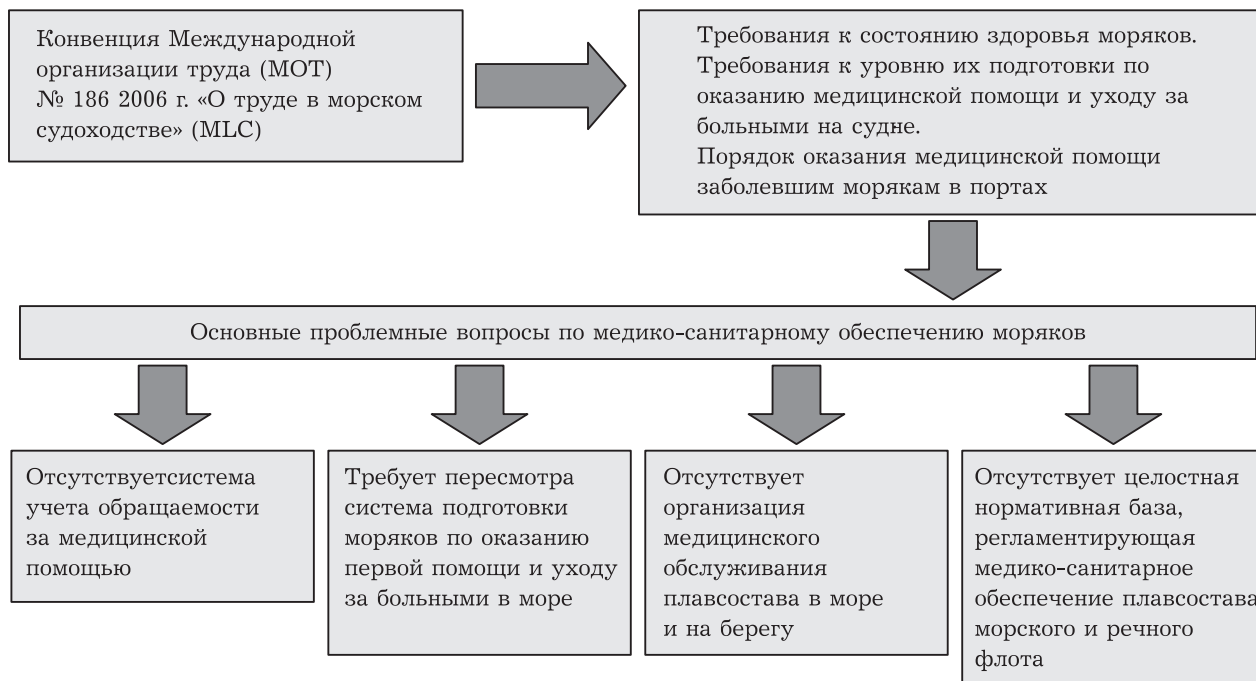 Конвенция Международной
организации труда (МОТ)
№ 186 2006 г. «О труде в морском
судоходстве» (MLC)
Требования к состоянию здоровья моряков.
Требования к уровню их подготовки по
оказанию медицинской помощи и уходу за
больными на судне.
Порядок оказания медицинской помощи
заболевшим морякам в портах
Основные проблемные вопросы по медико-санитарному обеспечению моряков
Отсутствуетсистема
учета обращаемости
за медицинской
помощью
Требует пересмотра
система подготовки
моряков по оказанию
первой помощи и уходу
за больными в море
Отсутствует
организация
медицинского
обслуживания
плавсостава в море
и на берегу
Отсутствует целостная
нормативная база,
регламентирующая
медико-санитарное
обеспечение плавсостава
морского и речного
флота